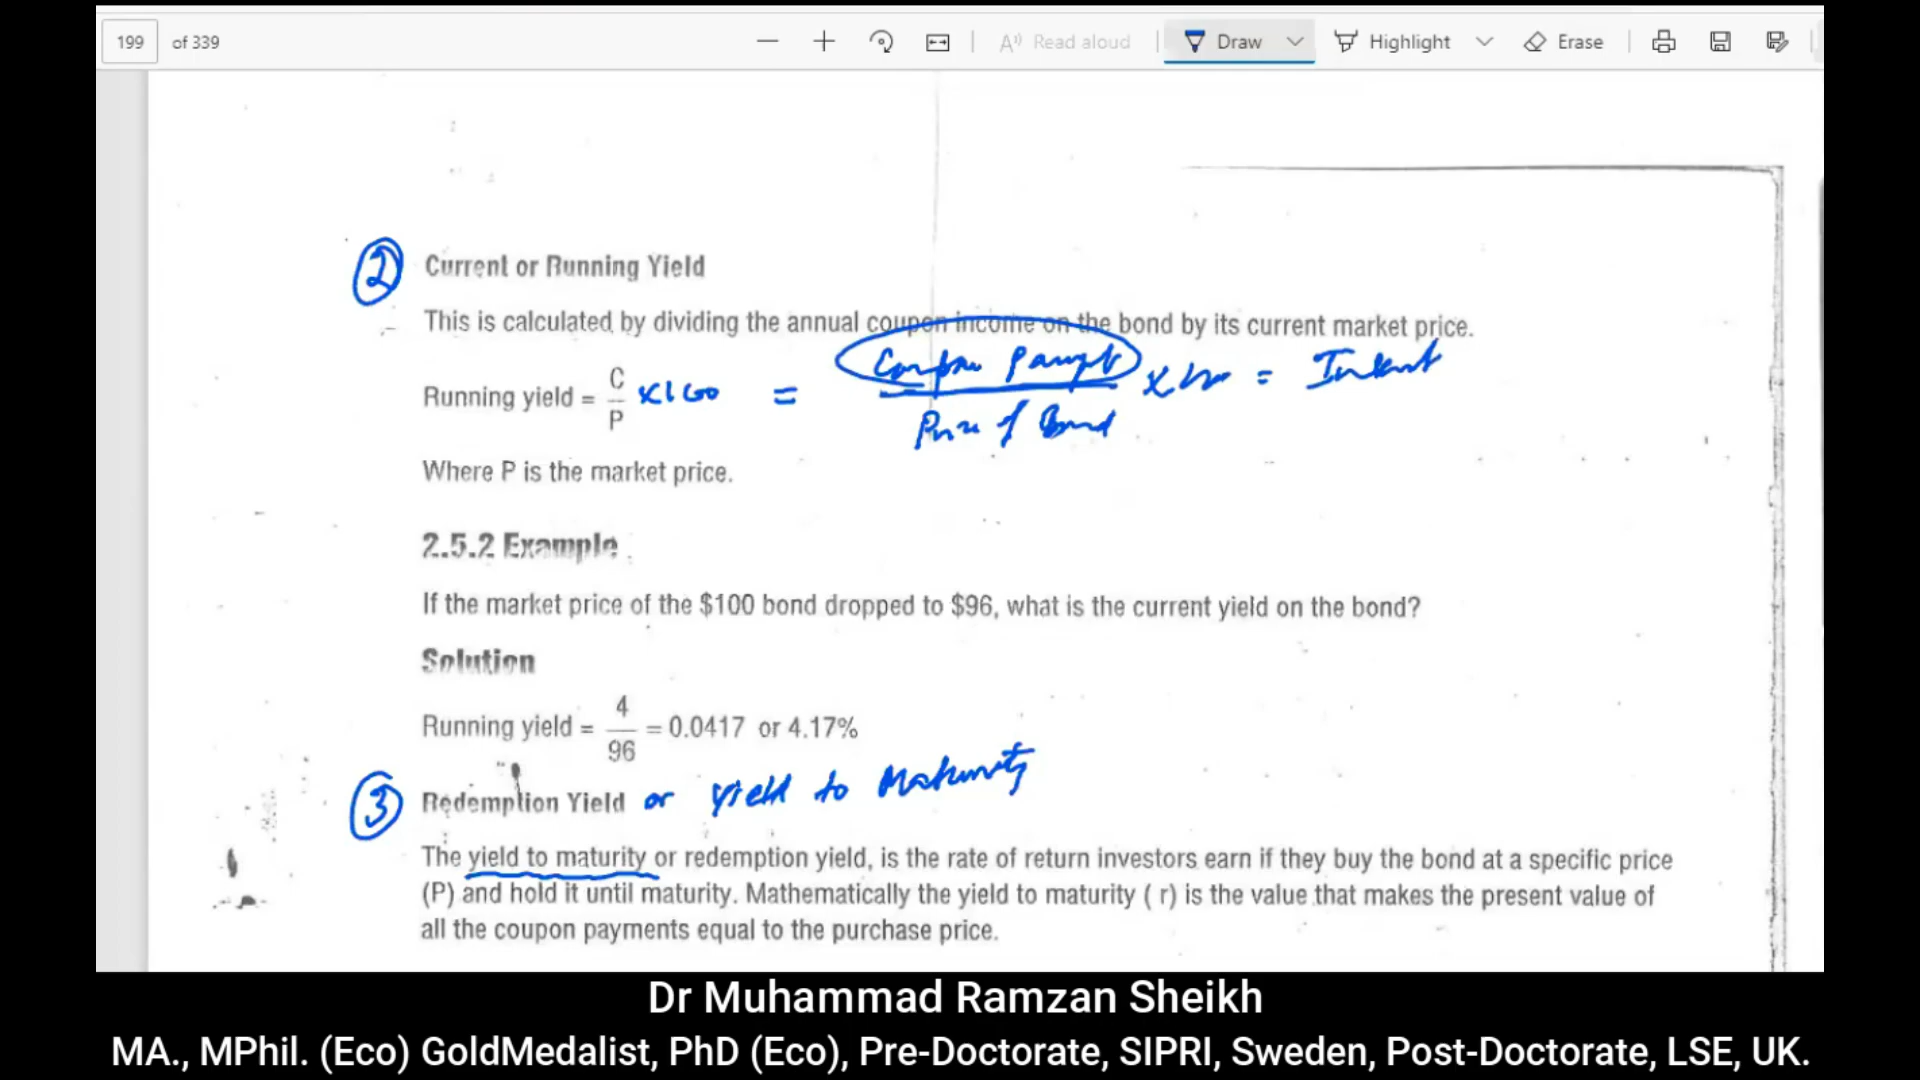 199 of 339 Read aloud Draw Highlight Erase
2 Current or Running Yield
This is calculated by dividing the annual coupon income on the bond by its current market price.
Running yield = C/P ×100 = Coupon Paymt / Price of Bond ×100 =
Where P is the market price.
2.5.2 Example
If the market price of the $100 bond dropped to $96, what is the current yield on the bond?
Solution
Running yield = 4/96 = 0.0417 or 4.17%
3 Redemption Yield or Yield to Maturity
The yield to maturity or redemption yield, is the rate of return investors earn if they buy the bond at a specific price
(P) and hold it until maturity. Mathematically the yield to maturity ( r) is the value that makes the present value of
all the coupon payments equal to the purchase price.
Dr Muhammad Ramzan Sheikh
MA., MPhil. (Eco) GoldMedalist, PhD (Eco), Pre-Doctorate, SIPRI, Sweden, Post-Doctorate, LSE, UK.